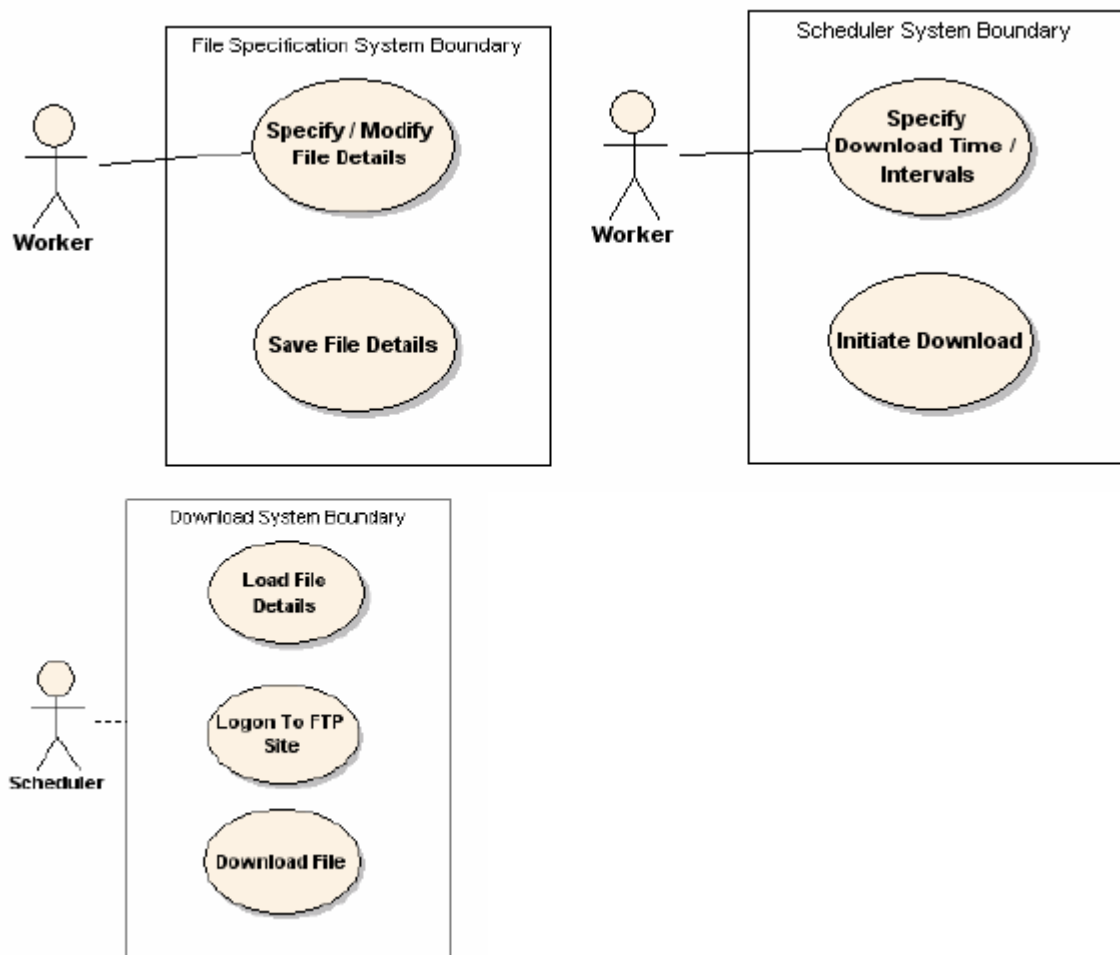 File Specification System Boundary
Specify / Modify
File Details
Worker
Save File Details
Scheduler System Boundary
Specify
Download Time /
Intervals
Worker
Initiate Download
Download System Boundary
Load File
Details
Logon To FTP
Site
Scheduler
Download File